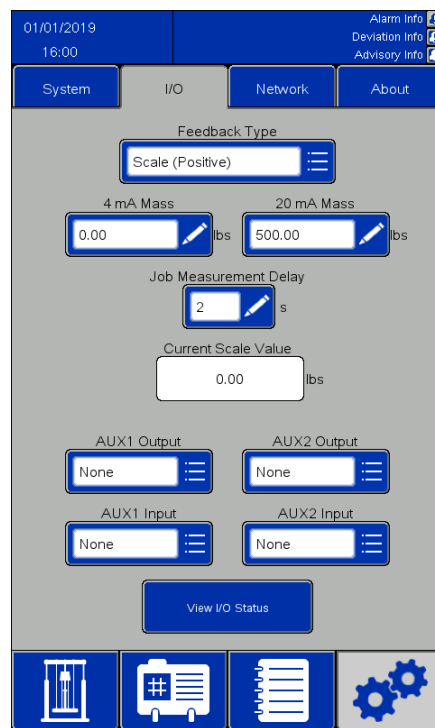 01/01/2019
16:00
Alarm Info
Deviation Info
Advisory Info
System
I/O
Network
About
Feedback Type
Scale (Positive)
4 mA Mass
20 mA Mass
0.00
lbs
500.00
lbs
Job Measurement Delay
2
s
Current Scale Value
0.00
lbs
AUX1 Output
AUX2 Output
None
None
AUX1 Input
AUX2 Input
None
None
View I/O Status
#